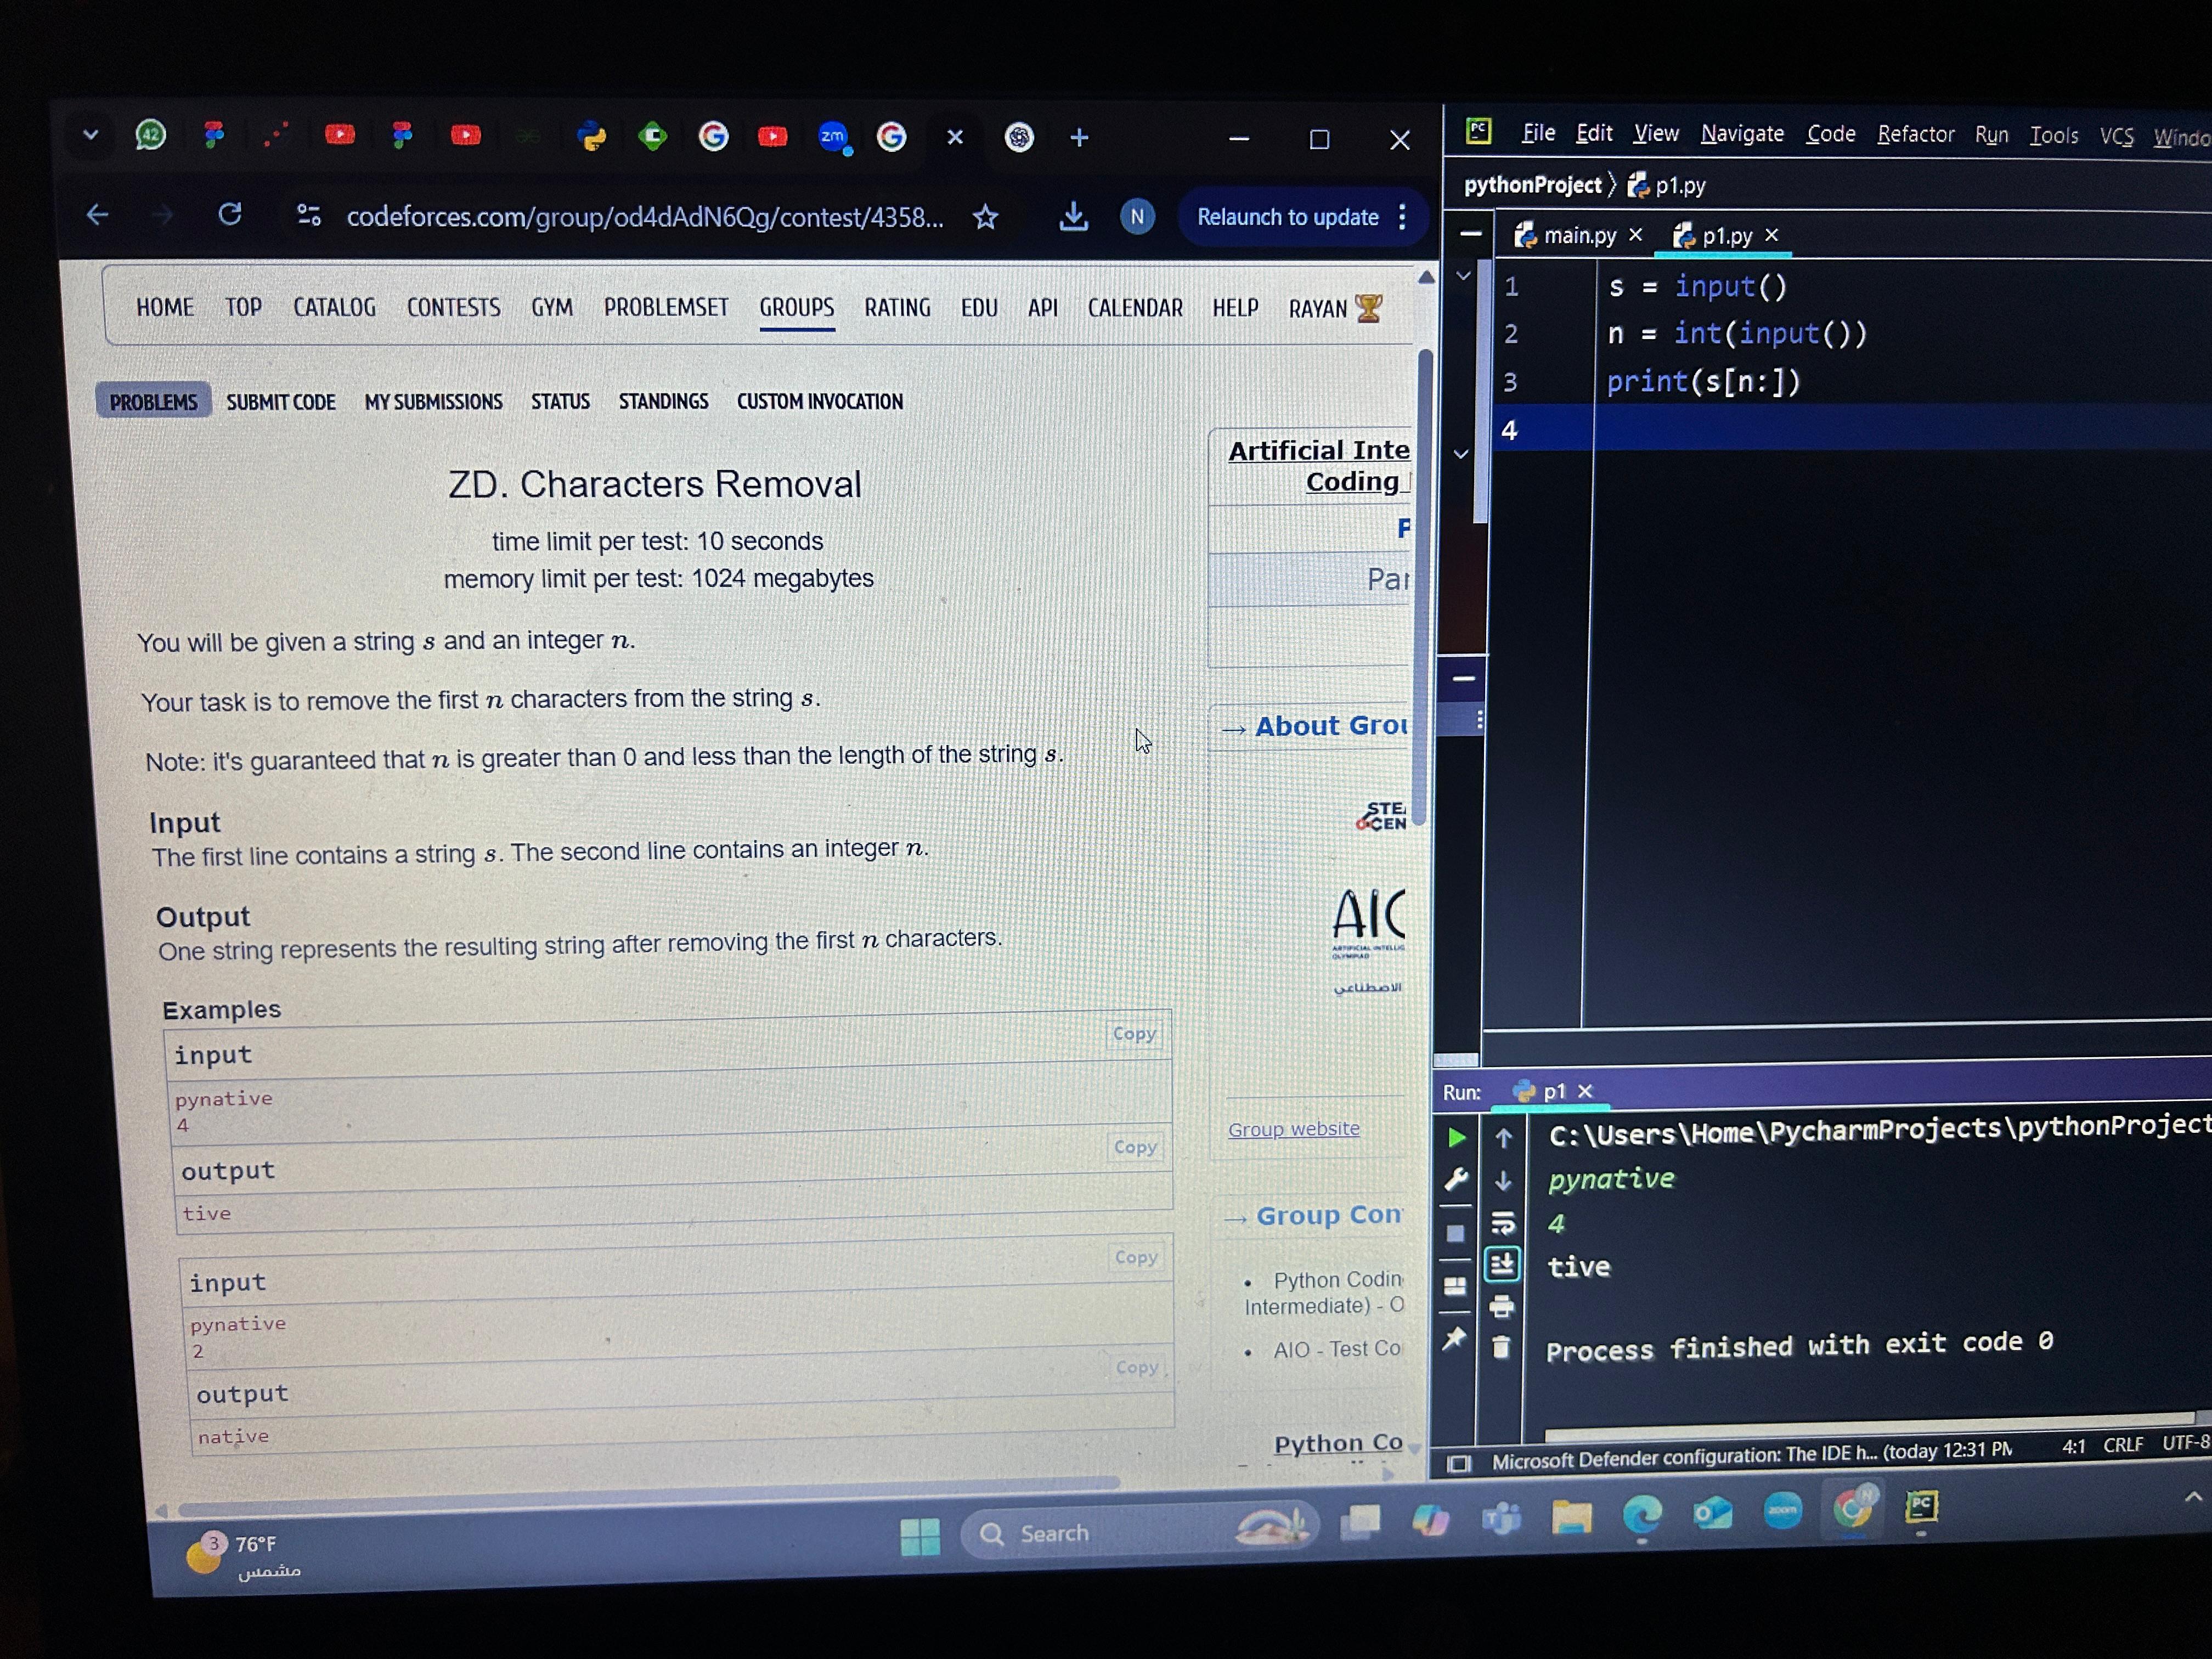 42
zm
codeforces.com/group/od4dAdN6Qg/contest/4358...
N
Relaunch to update
HOME TOP CATALOG CONTESTS GYM PROBLEMSET GROUPS RATING EDU API CALENDAR HELP RAYAN
PROBLEMS SUBMIT CODE MY SUBMISSIONS STATUS STANDINGS CUSTOM INVOCATION
ZD. Characters Removal
time limit per test: 10 seconds
memory limit per test: 1024 megabytes
You will be given a string s and an integer n.
Your task is to remove the first n characters from the string s.
Note: it's guaranteed that n is greater than 0 and less than the length of the string s.
Input
The first line contains a string s. The second line contains an integer n.
Output
One string represents the resulting string after removing the first n characters.
Examples
input
Copy
pynative
4
output
Copy
tive
input
Copy
pynative
2
output
Copy
native
Artificial Inte
Coding
Par
→ About Grou
STE
CEN
AIO
ARTIFICIAL INTELLIG
OLYMPIAD
الاصطناعي
Group website
→ Group Con
• Python Codin
Intermediate) - O
• AIO - Test Co
Python Co
PC File Edit View Navigate Code Refactor Run Tools VCS Windo
pythonProject p1.py
main.py × p1.py ×
1 s = input()
2 n = int(input())
3 print(s[n:])
4
Run: p1 ×
C:\Users\Home\PycharmProjects\pythonProject
pynative
4
tive
Process finished with exit code 0
Microsoft Defender configuration: The IDE h... (today 12:31 PM 4:1 CRLF UTF-8
3 76°F
مشمس
Search
zoom
PC